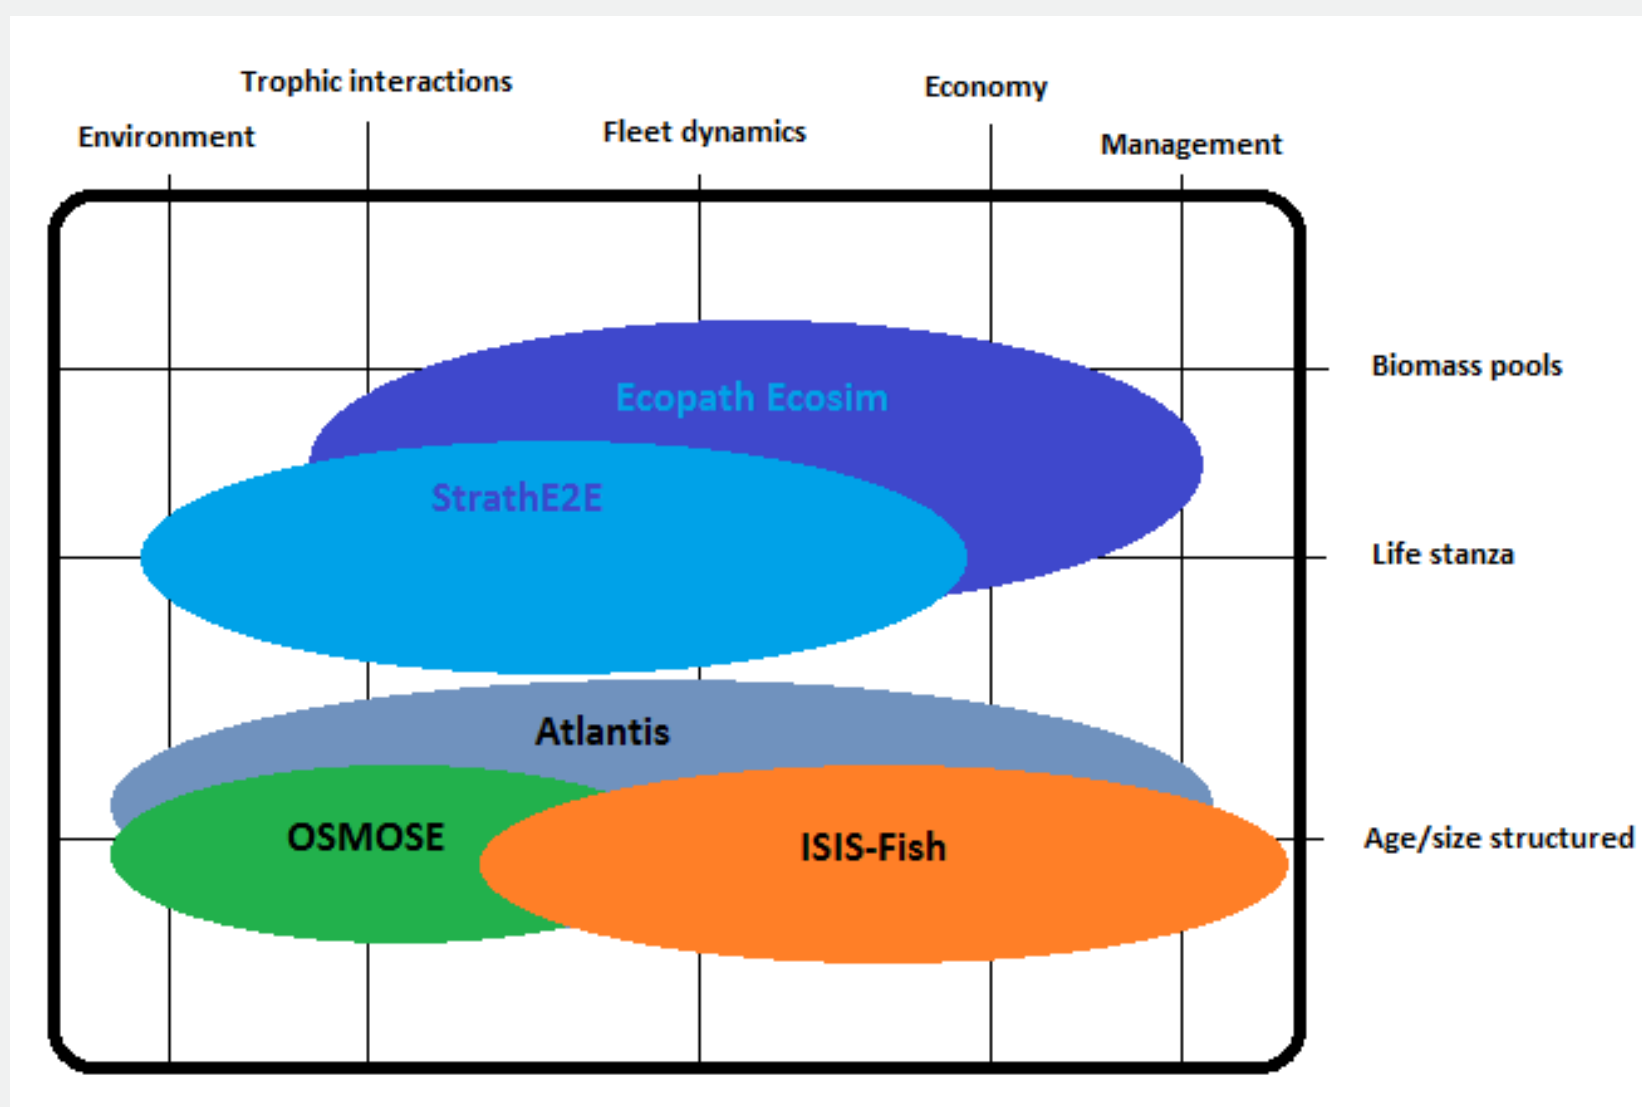 Trophic interactions
Economy
Environment
Fleet dynamics
Management
Biomass pools
Ecopath Ecosim
StrathE2E
Life stanza
Atlantis
OSMOSE
ISIS-Fish
Age/size structured